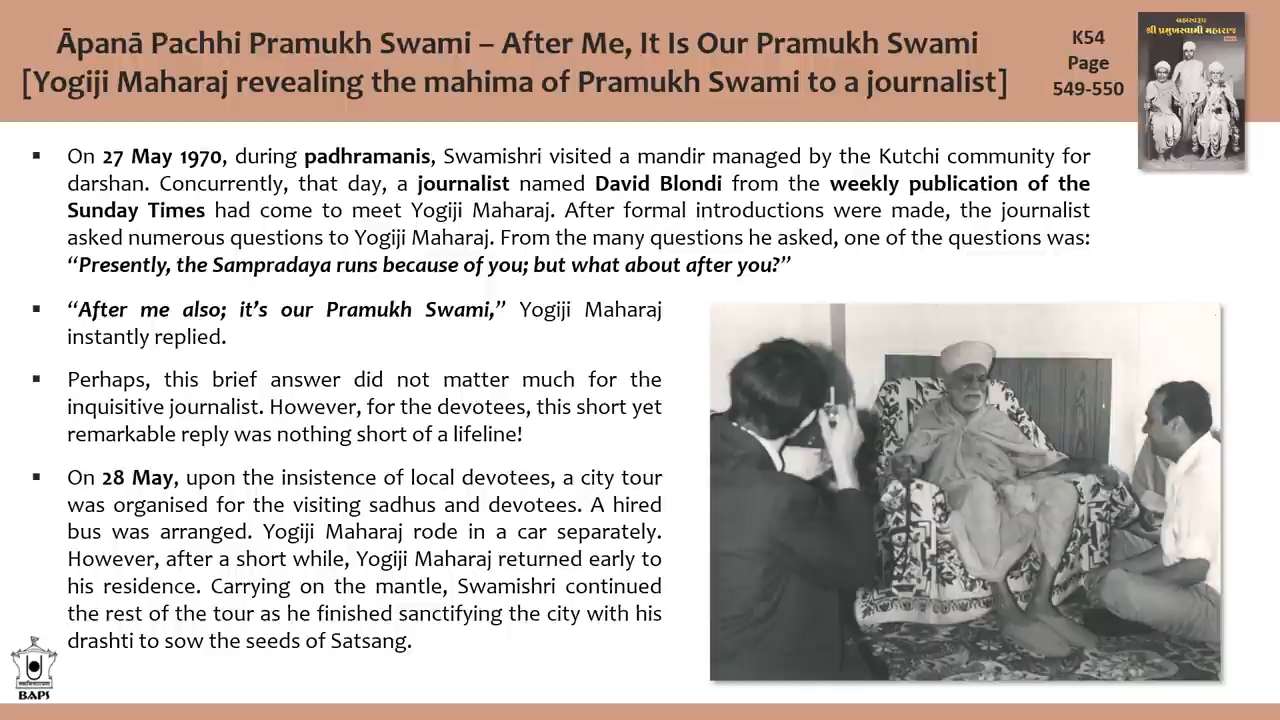 Āpanā Pachhi Pramukh Swami – After Me, It Is Our Pramukh Swami
[Yogiji Maharaj revealing the mahima of Pramukh Swami to a journalist]
K54
Page
549-550
બ્રહ્મસ્વરૂપ
શ્રી પ્રમુખસ્વામી મહારાજ
▪ On 27 May 1970, during padhramanis, Swamishri visited a mandir managed by the Kutchi community for
darshan. Concurrently, that day, a journalist named David Blondi from the weekly publication of the
Sunday Times had come to meet Yogiji Maharaj. After formal introductions were made, the journalist
asked numerous questions to Yogiji Maharaj. From the many questions he asked, one of the questions was:
“Presently, the Sampradaya runs because of you; but what about after you?”
▪ “After me also; it’s our Pramukh Swami,” Yogiji Maharaj
instantly replied.
▪ Perhaps, this brief answer did not matter much for the
inquisitive journalist. However, for the devotees, this short yet
remarkable reply was nothing short of a lifeline!
▪ On 28 May, upon the insistence of local devotees, a city tour
was organised for the visiting sadhus and devotees. A hired
bus was arranged. Yogiji Maharaj rode in a car separately.
However, after a short while, Yogiji Maharaj returned early to
his residence. Carrying on the mantle, Swamishri continued
the rest of the tour as he finished sanctifying the city with his
drashti to sow the seeds of Satsang.
BAPS